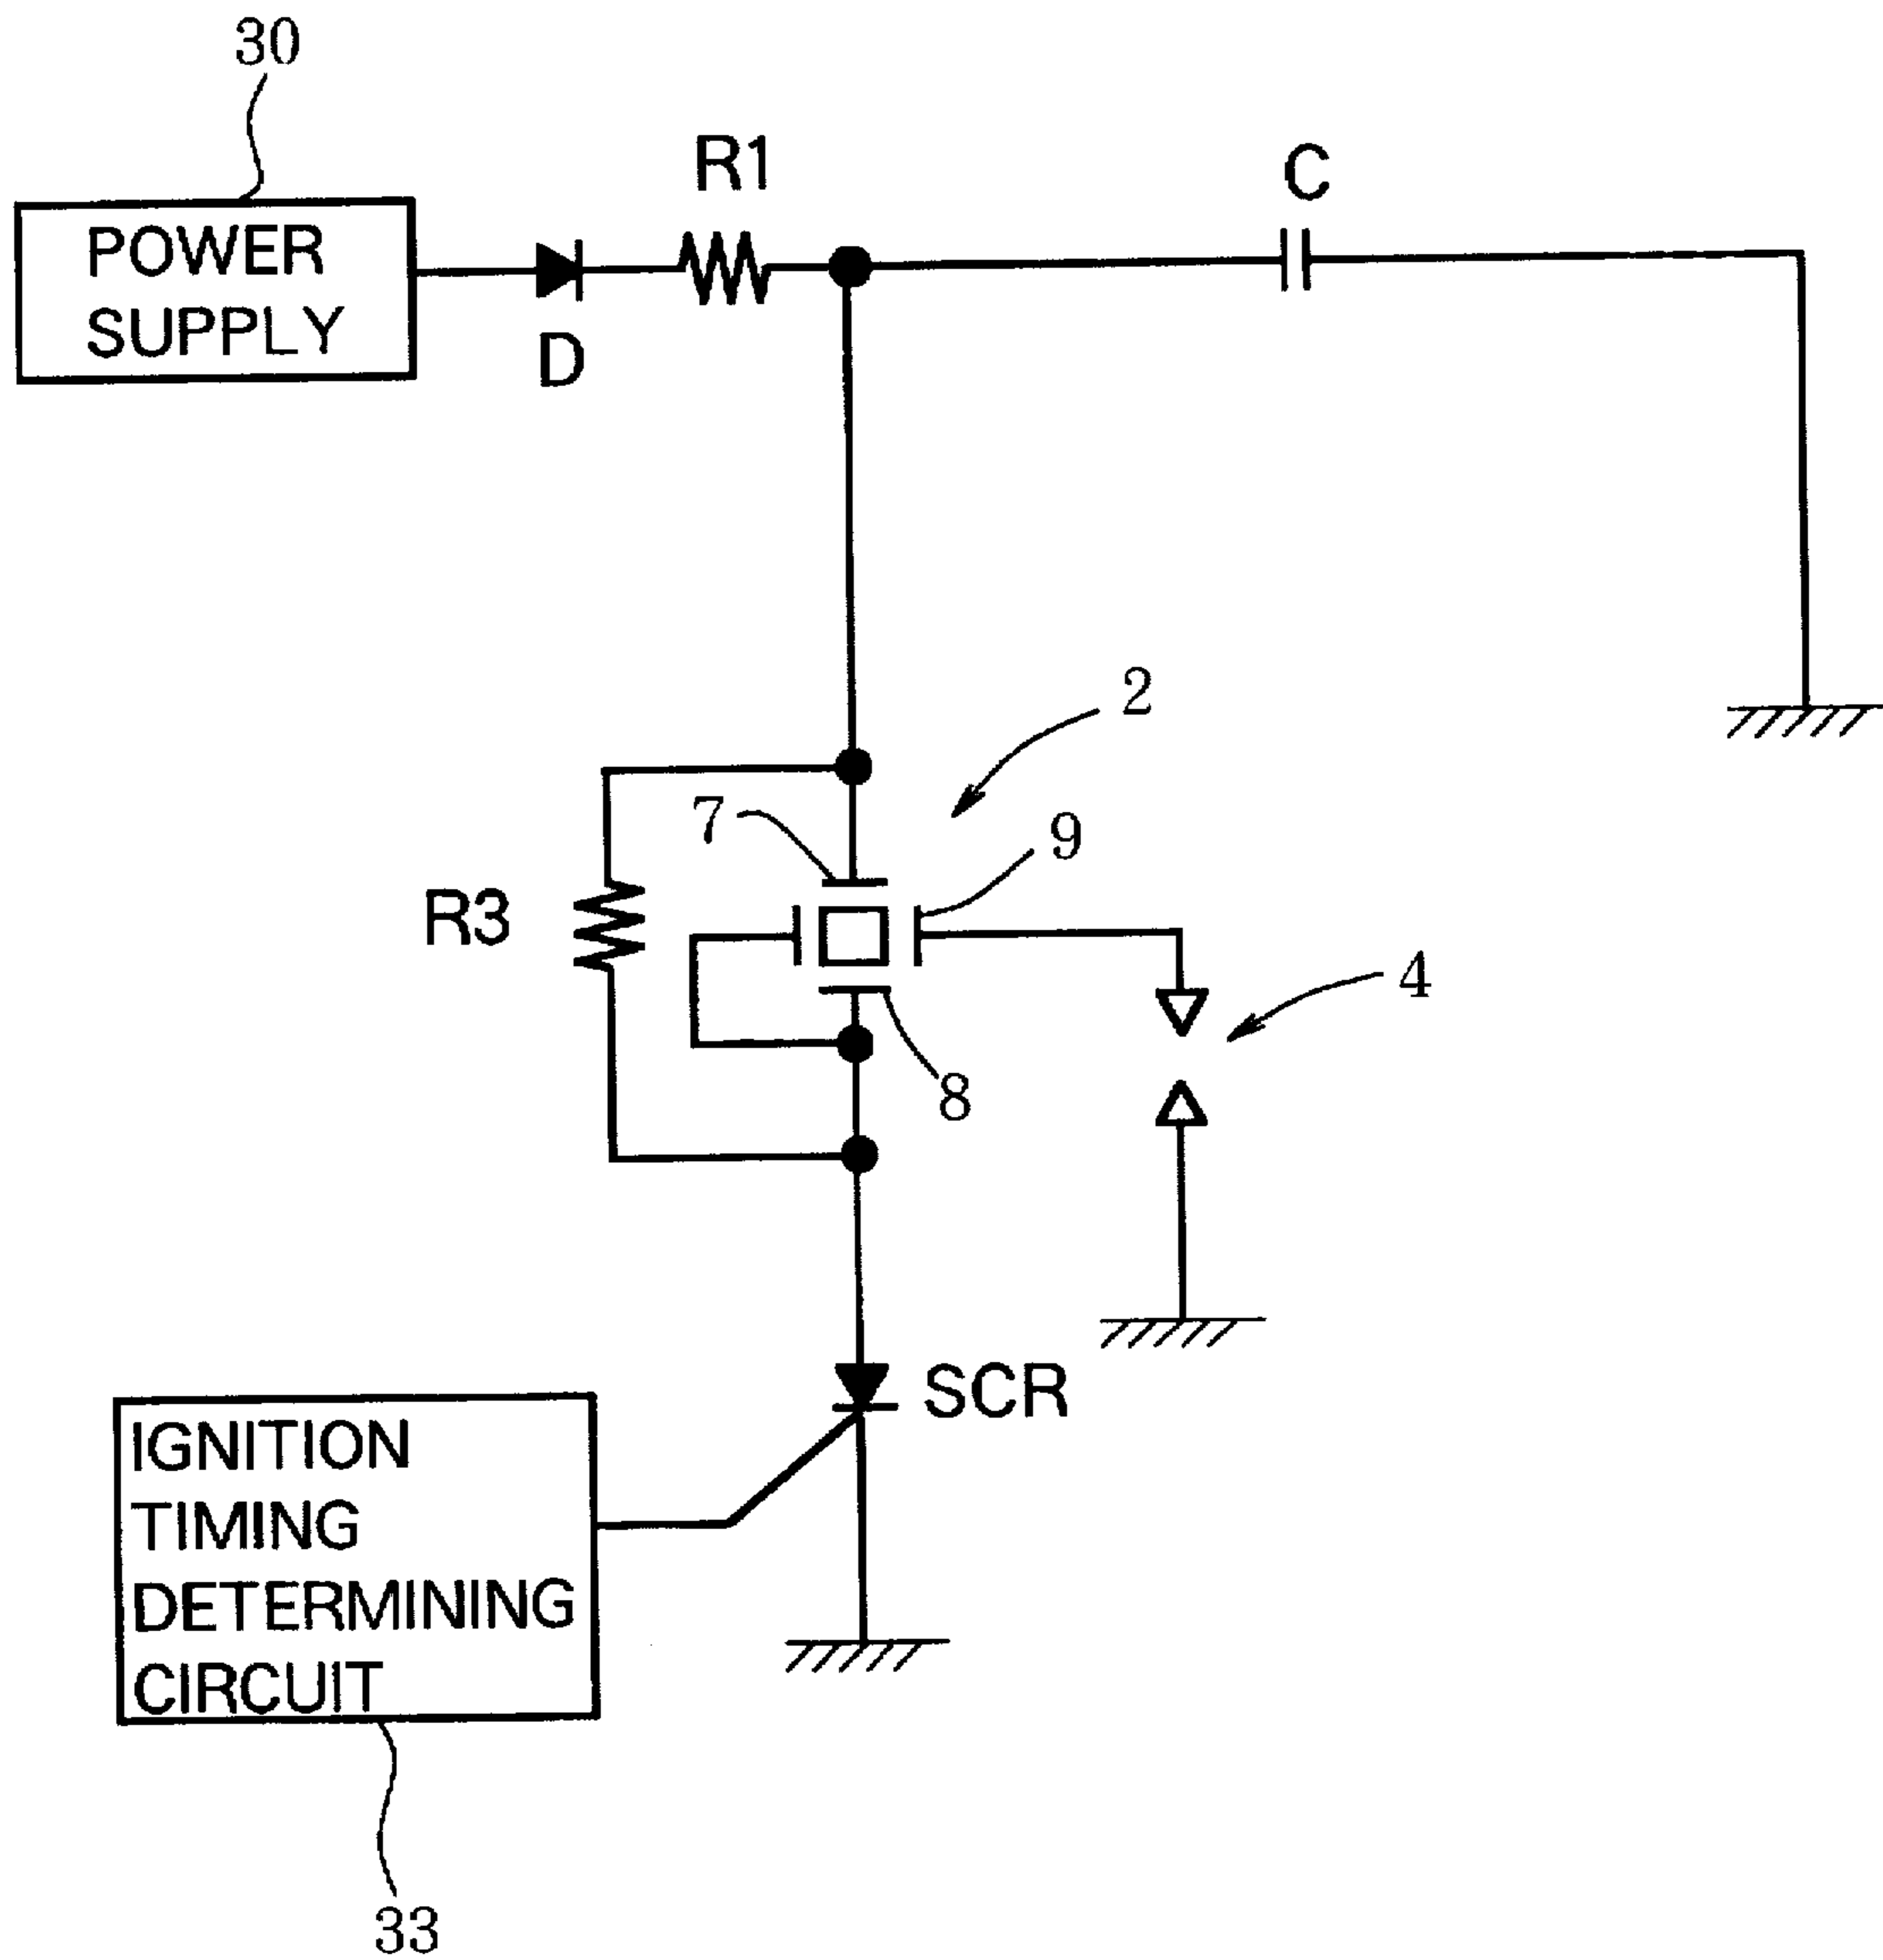 30
R1
C
POWER
SUPPLY
D
2
7
9
R3
4
8
SCR
IGNITION
TIMING
DETERMINING
CIRCUIT
33